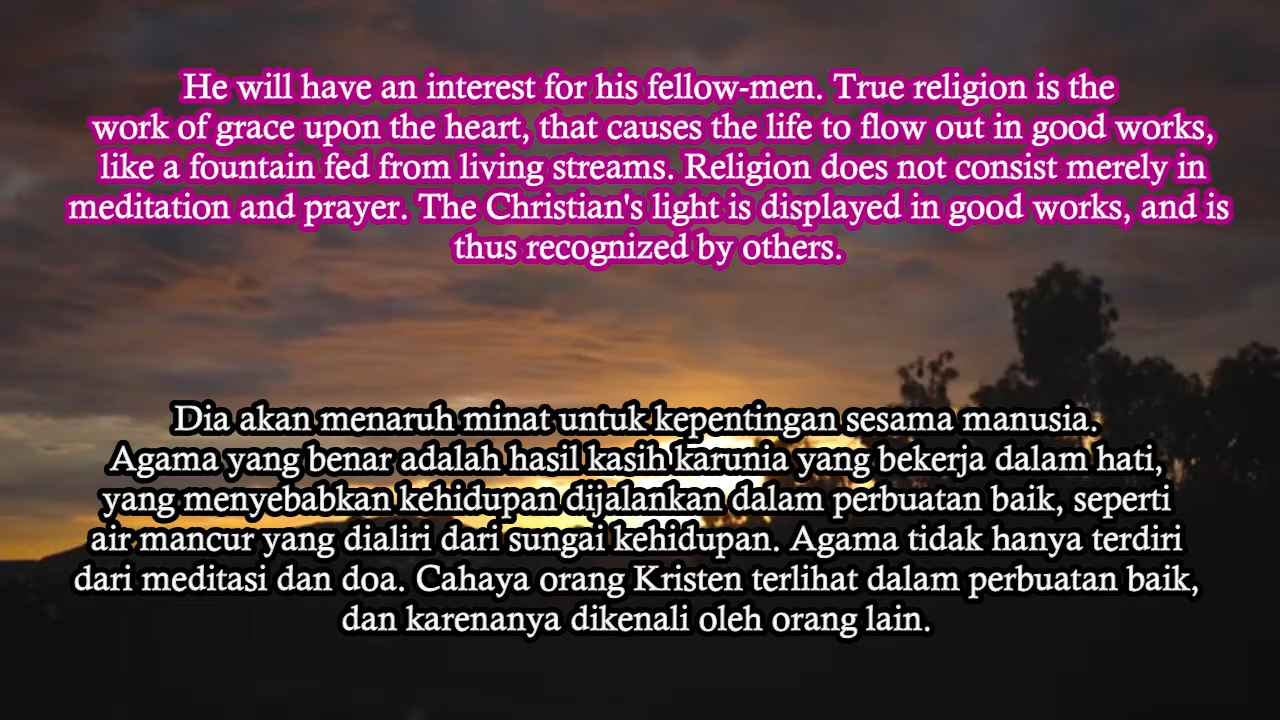 He will have an interest for his fellow-men. True religion is the
work of grace upon the heart, that causes the life to flow out in good works,
like a fountain fed from living streams. Religion does not consist merely in
meditation and prayer. The Christian's light is displayed in good works, and is
thus recognized by others.
Dia akan menaruh minat untuk kepentingan sesama manusia.
Agama yang benar adalah hasil kasih karunia yang bekerja dalam hati,
yang menyebabkan kehidupan dijalankan dalam perbuatan baik, seperti
air mancur yang dialiri dari sungai kehidupan. Agama tidak hanya terdiri
dari meditasi dan doa. Cahaya orang Kristen terlihat dalam perbuatan baik,
dan karenanya dikenali oleh orang lain.